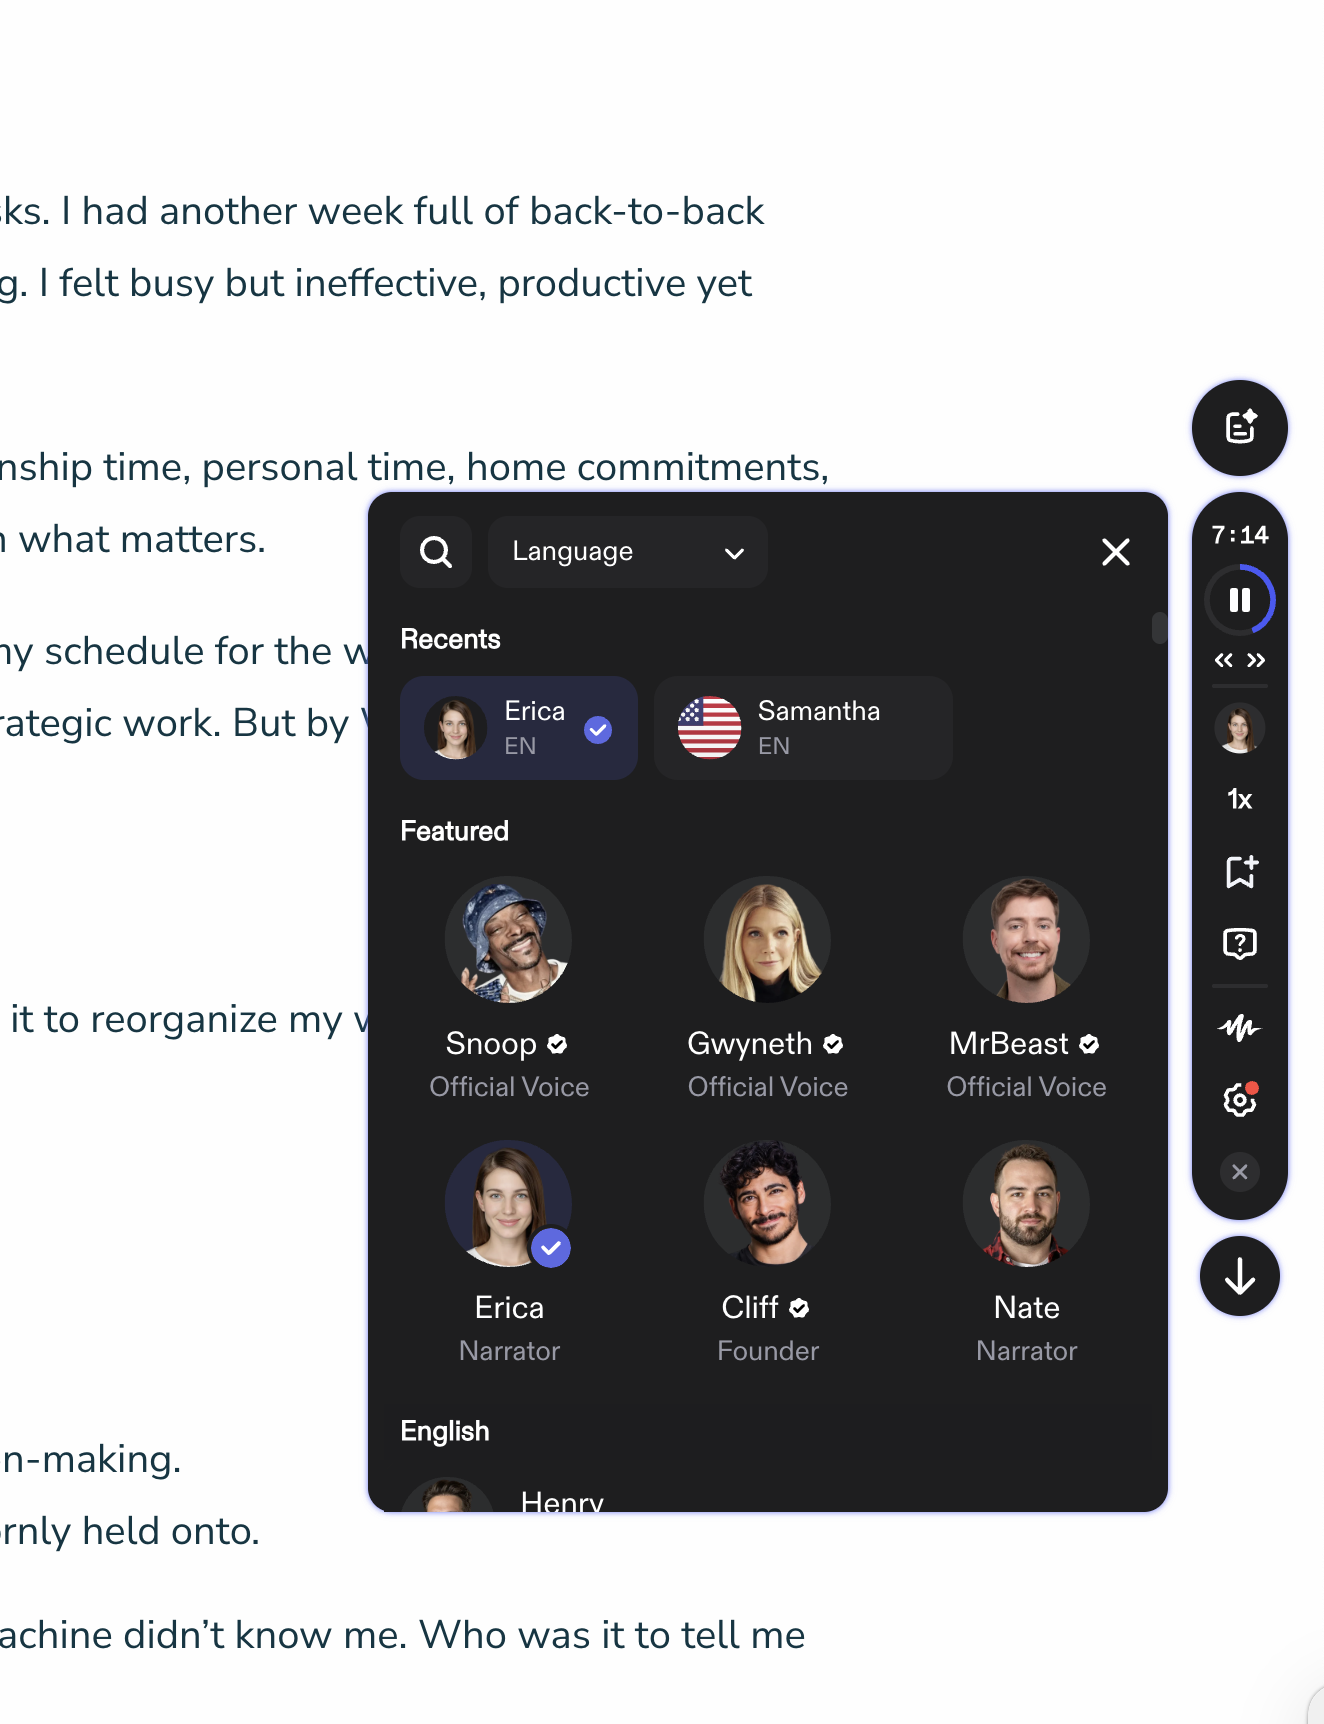 sks. I had another week full of back-to-back
g. I felt busy but ineffective, productive yet
nship time, personal time, home commitments,
what matters.
my schedule for the w
rategic work. But by
it to reorganize my w
n-making.
rnly held onto.
achine didn’t know me. Who was it to tell me
Language
Recents
Erica
EN
Samantha
EN
Featured
Snoop
Official Voice
Gwyneth
Official Voice
MrBeast
Official Voice
Erica
Narrator
Cliff
Founder
Nate
Narrator
English
Henry
7:14
1x